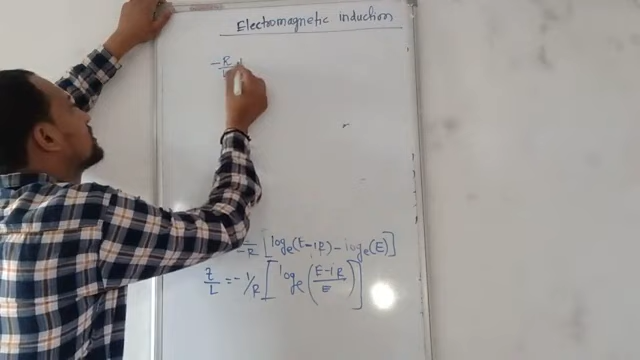 Electromagnetic induction
-R/L t
1/-R [log_e(E-iR) - log_e(E)]
t/L = -1/R [log_e((E-iR)/E)]